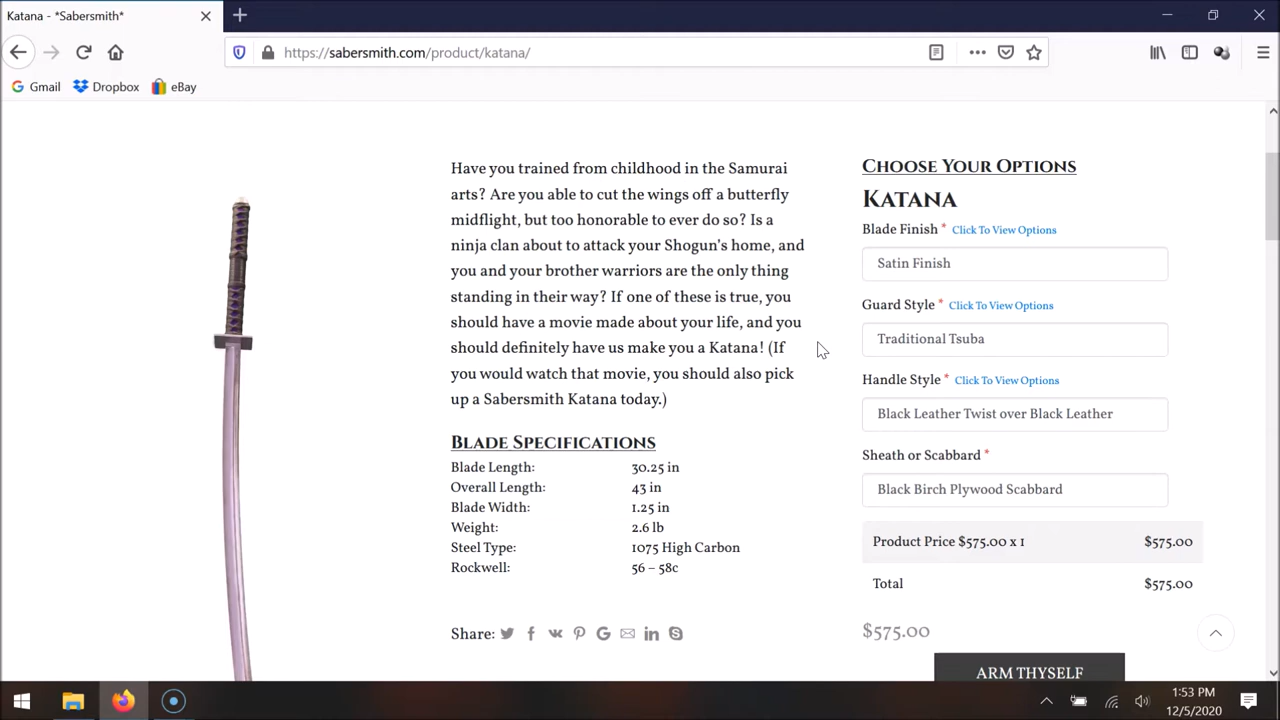 Katana - *Sabersmith*
https://sabersmith.com/product/katana/
Gmail
Dropbox
eBay
Have you trained from childhood in the Samurai
arts? Are you able to cut the wings off a butterfly
midflight, but too honorable to ever do so? Is a
ninja clan about to attack your Shogun's home, and
you and your brother warriors are the only thing
standing in their way? If one of these is true, you
should have a movie made about your life, and you
should definitely have us make you a Katana! (If
you would watch that movie, you should also pick
up a Sabersmith Katana today.)
Blade Specifications
Blade Length: 30.25 in
Overall Length: 43 in
Blade Width: 1.25 in
Weight: 2.6 lb
Steel Type: 1075 High Carbon
Rockwell: 56 – 58c
Share:
Choose Your Options
Katana
Blade Finish * Click To View Options
Satin Finish
Guard Style * Click To View Options
Traditional Tsuba
Handle Style * Click To View Options
Black Leather Twist over Black Leather
Sheath or Scabbard *
Black Birch Plywood Scabbard
Product Price $575.00 x 1 $575.00
Total $575.00
$575.00
ARM THYSELF
1:53 PM
12/5/2020